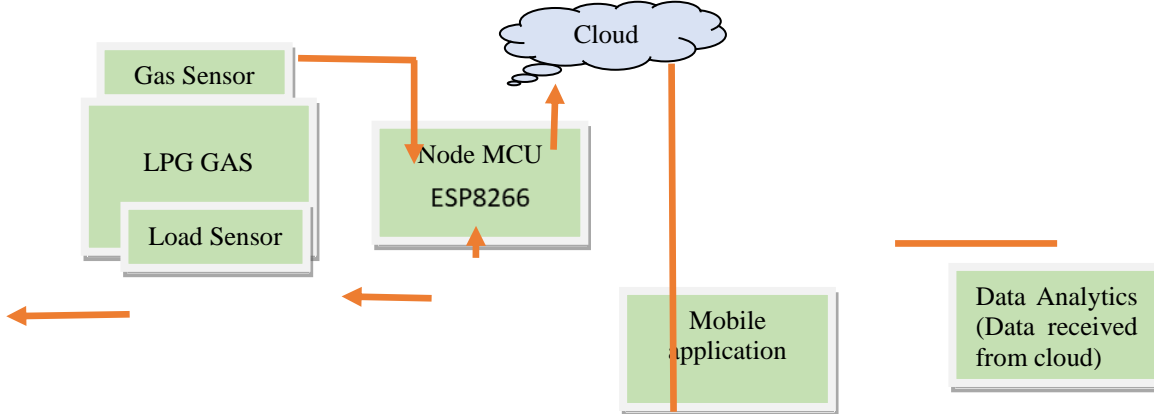 Cloud
Gas Sensor
LPG GAS
Load Sensor
Node MCU
ESP8266
Mobile
application
Data Analytics
(Data received
from cloud)